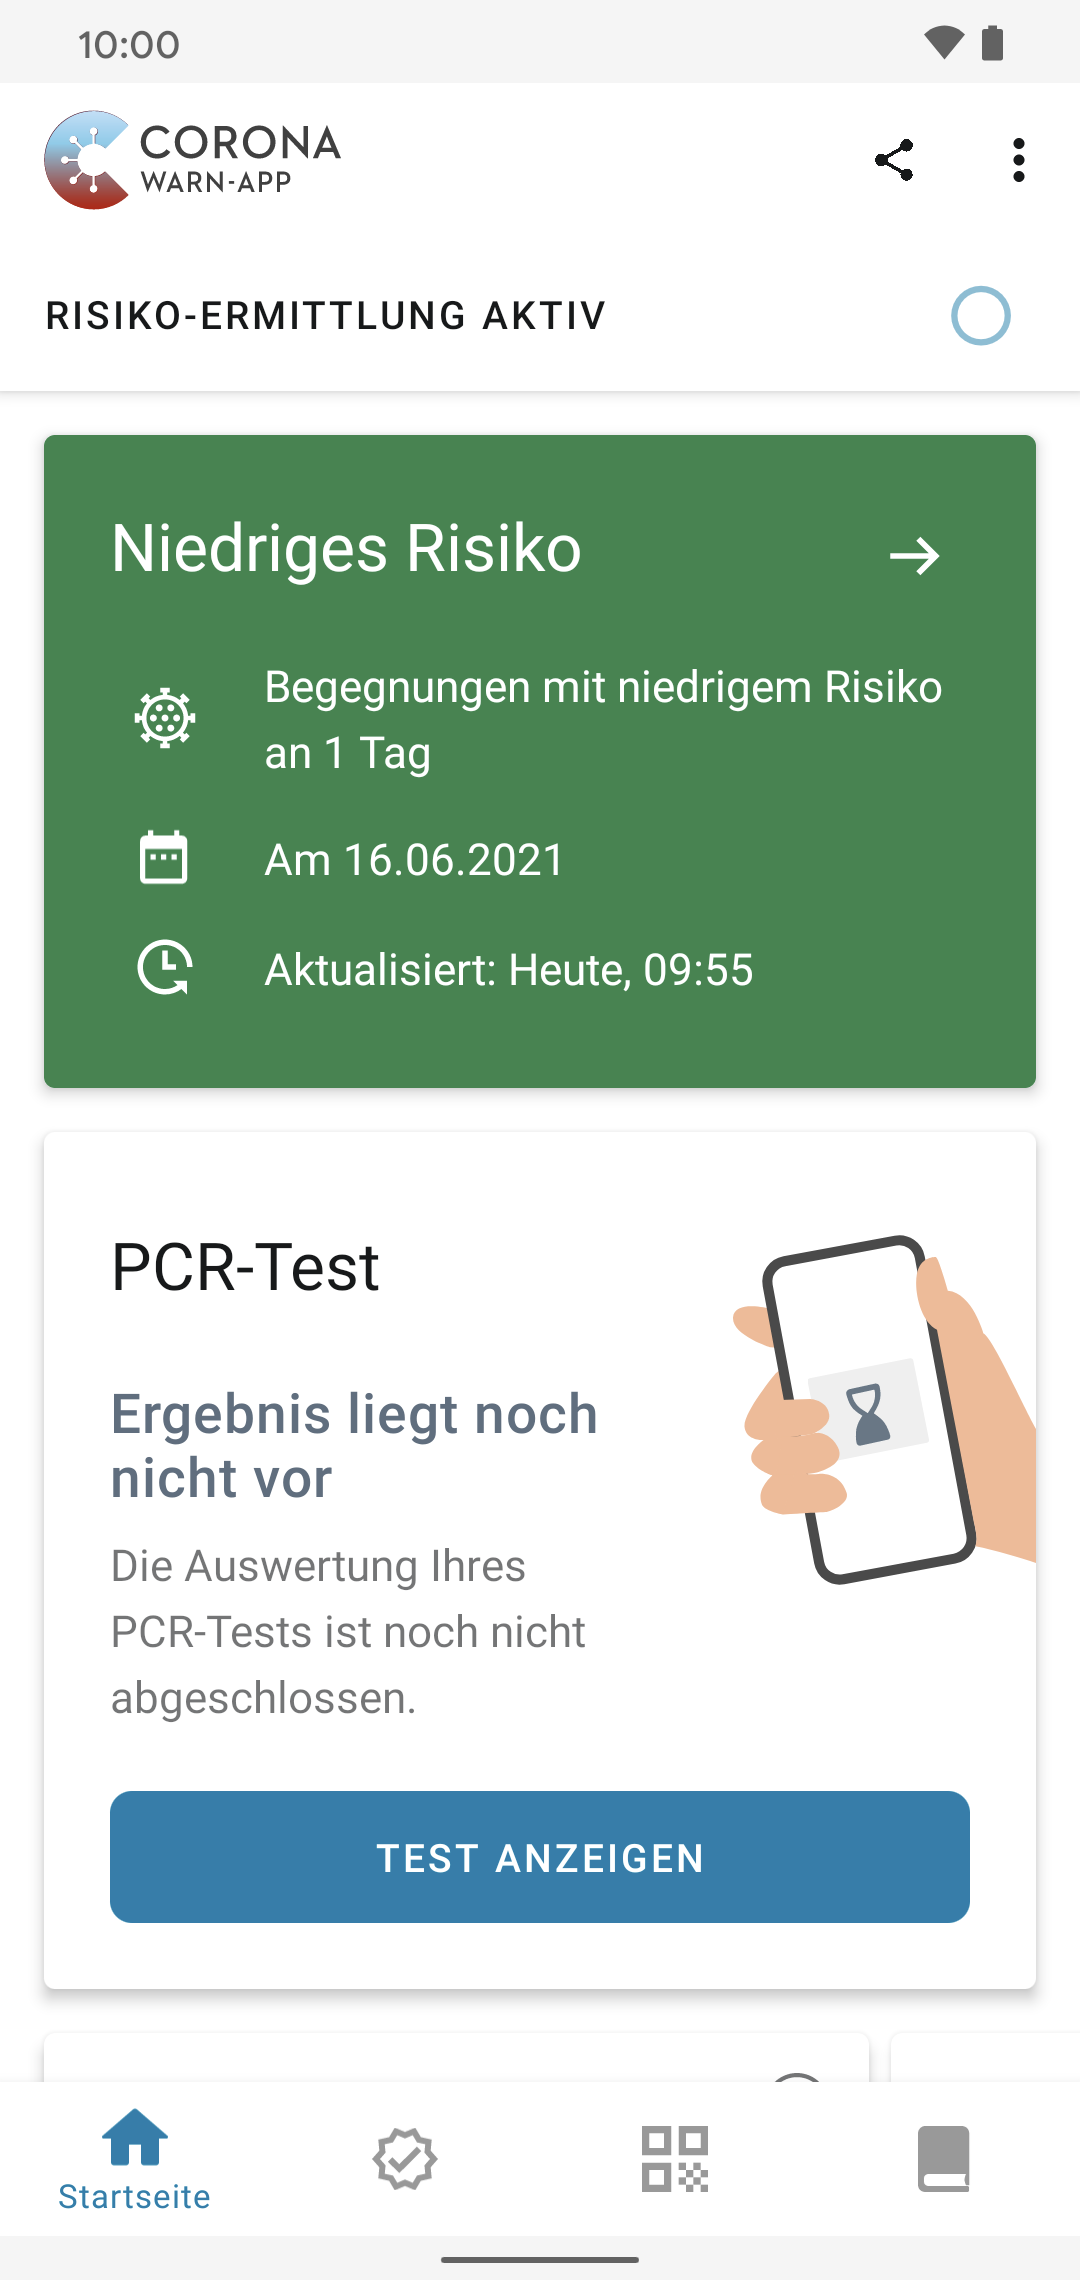 10:00
CORONA
WARN-APP
RISIKO-ERMITTLUNG AKTIV
Niedriges Risiko
Begegnungen mit niedrigem Risiko
an 1 Tag
Am 16.06.2021
Aktualisiert: Heute, 09:55
PCR-Test
Ergebnis liegt noch
nicht vor
Die Auswertung Ihres
PCR-Tests ist noch nicht
abgeschlossen.
TEST ANZEIGEN
Startseite